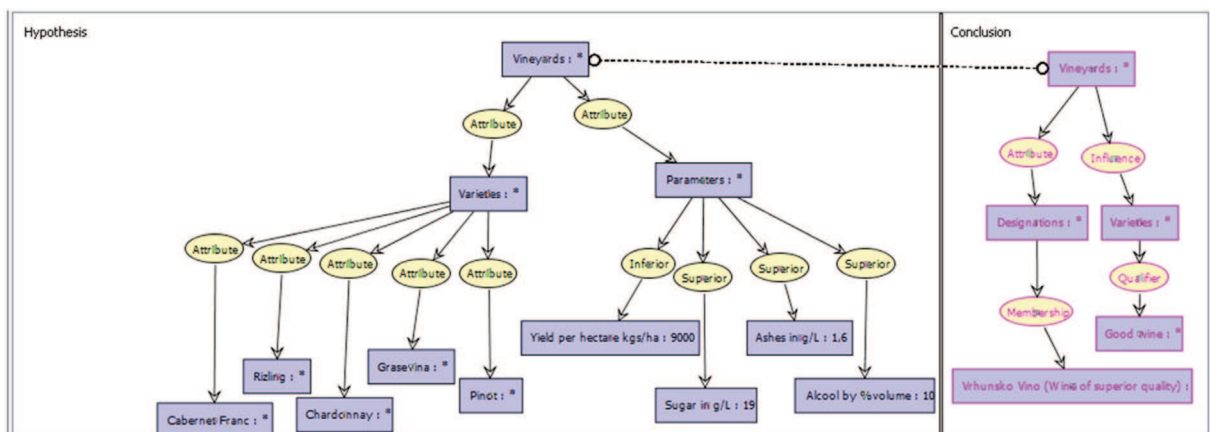 Hypothesis
Conclusion
Vineyards : *
Vineyards : *
Attribute
Attribute
Attribute
Influence
Varieties : *
Parameters : *
Designations : *
Varieties : *
Attribute
Attribute
Attribute
Attribute
Attribute
Inferior
Superior
Superior
Superior
Qualifier
Membership
Yield per hectare kgs/ha : 9000
Ashes in g/L : 1,6
Good wine : *
Rizling : *
Grasevina : *
Pinot : *
Sugar in g/L : 19
Alcool by %volume : 10
Vrhunsko Vino (Wine of superior quality) :
Cabernet Franc : *
Chardonnay : *